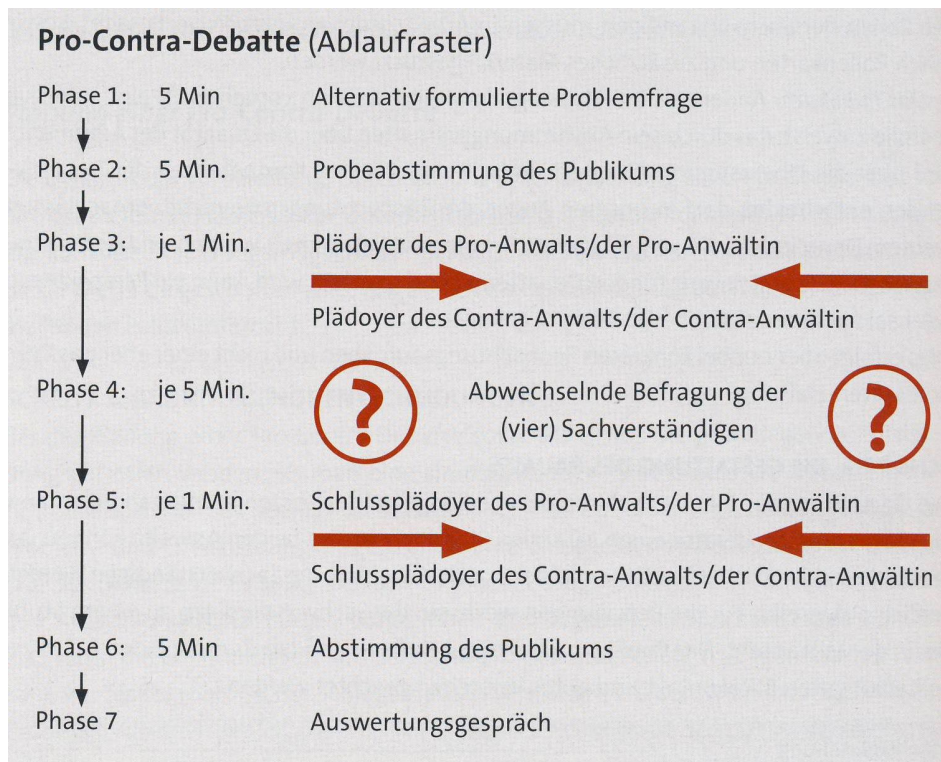 Pro-Contra-Debatte (Ablaufraster)
Phase 1: 5 Min Alternativ formulierte Problemfrage
Phase 2: 5 Min. Probeabstimmung des Publikums
Phase 3: je 1 Min. Plädoyer des Pro-Anwalts/der Pro-Anwältin
Plädoyer des Contra-Anwalts/der Contra-Anwältin
Phase 4: je 5 Min. ? Abwechselnde Befragung der ?
(vier) Sachverständigen
Phase 5: je 1 Min. Schlussplädoyer des Pro-Anwalts/der Pro-Anwältin
Schlussplädoyer des Contra-Anwalts/der Contra-Anwältin
Phase 6: 5 Min Abstimmung des Publikums
Phase 7 Auswertungsgespräch